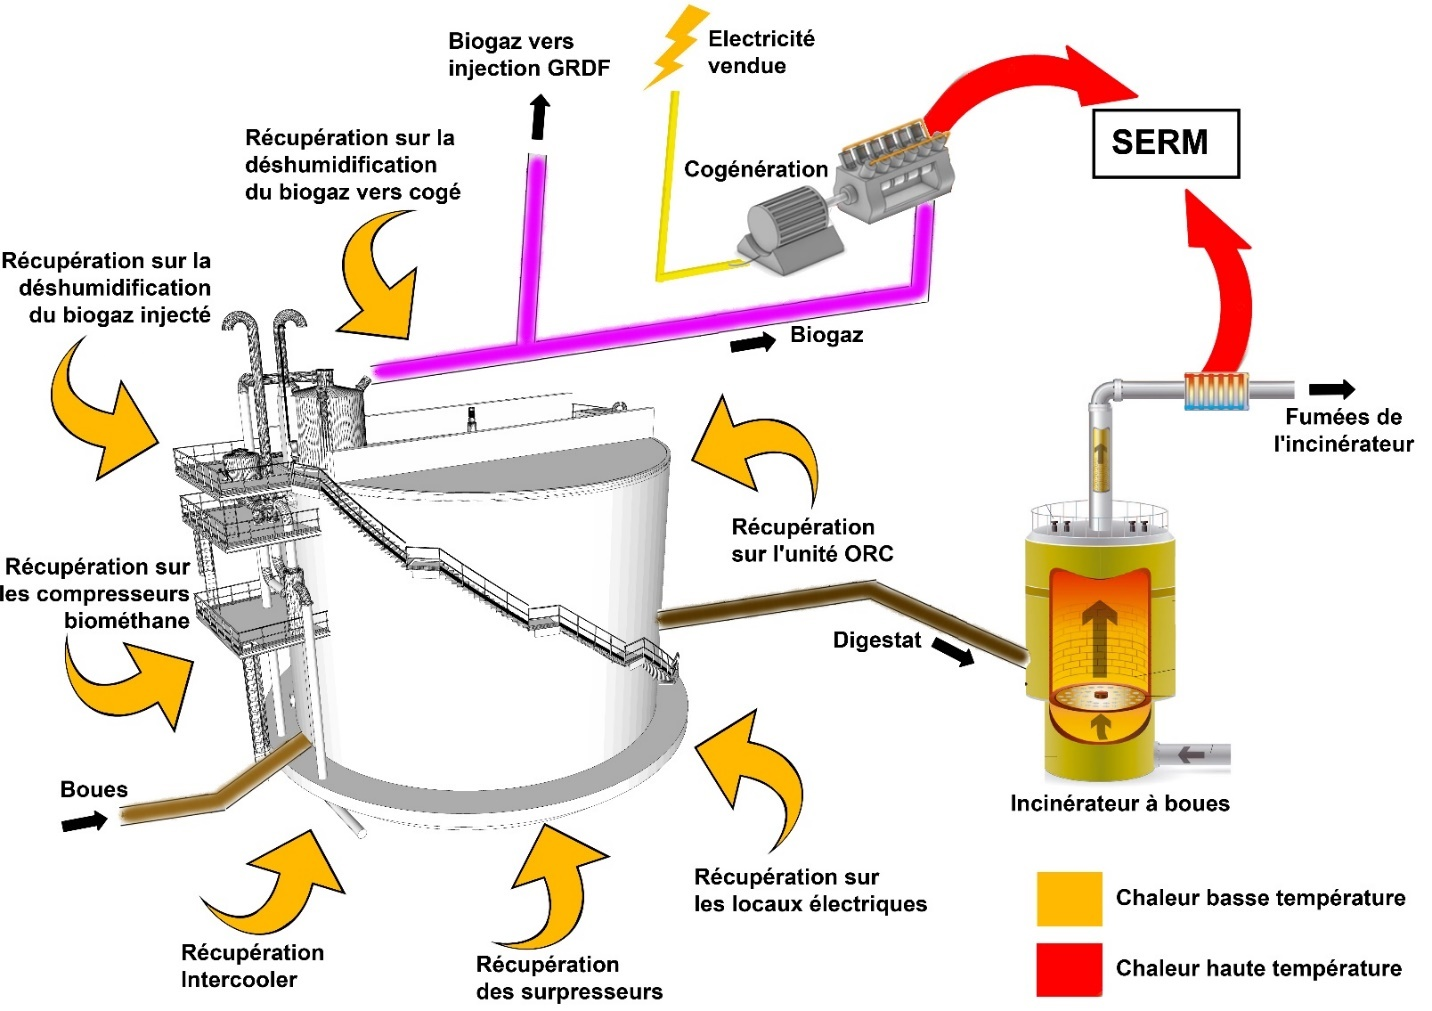 Biogaz vers
injection GRDF
Electricité
vendue
Récupération sur la
déshumidification
du biogaz vers cogé
Cogénération
SERM
Récupération sur la
déshumidification
du biogaz injecté
Biogaz
Fumées de
l'incinérateur
Récupération
sur l'unité ORC
Récupération sur
les compresseurs
biométhane
Digestat
Boues
Incinérateur à boues
Récupération sur
les locaux électriques
Récupération
Intercooler
Récupération
des surpresseurs
Chaleur basse température
Chaleur haute température